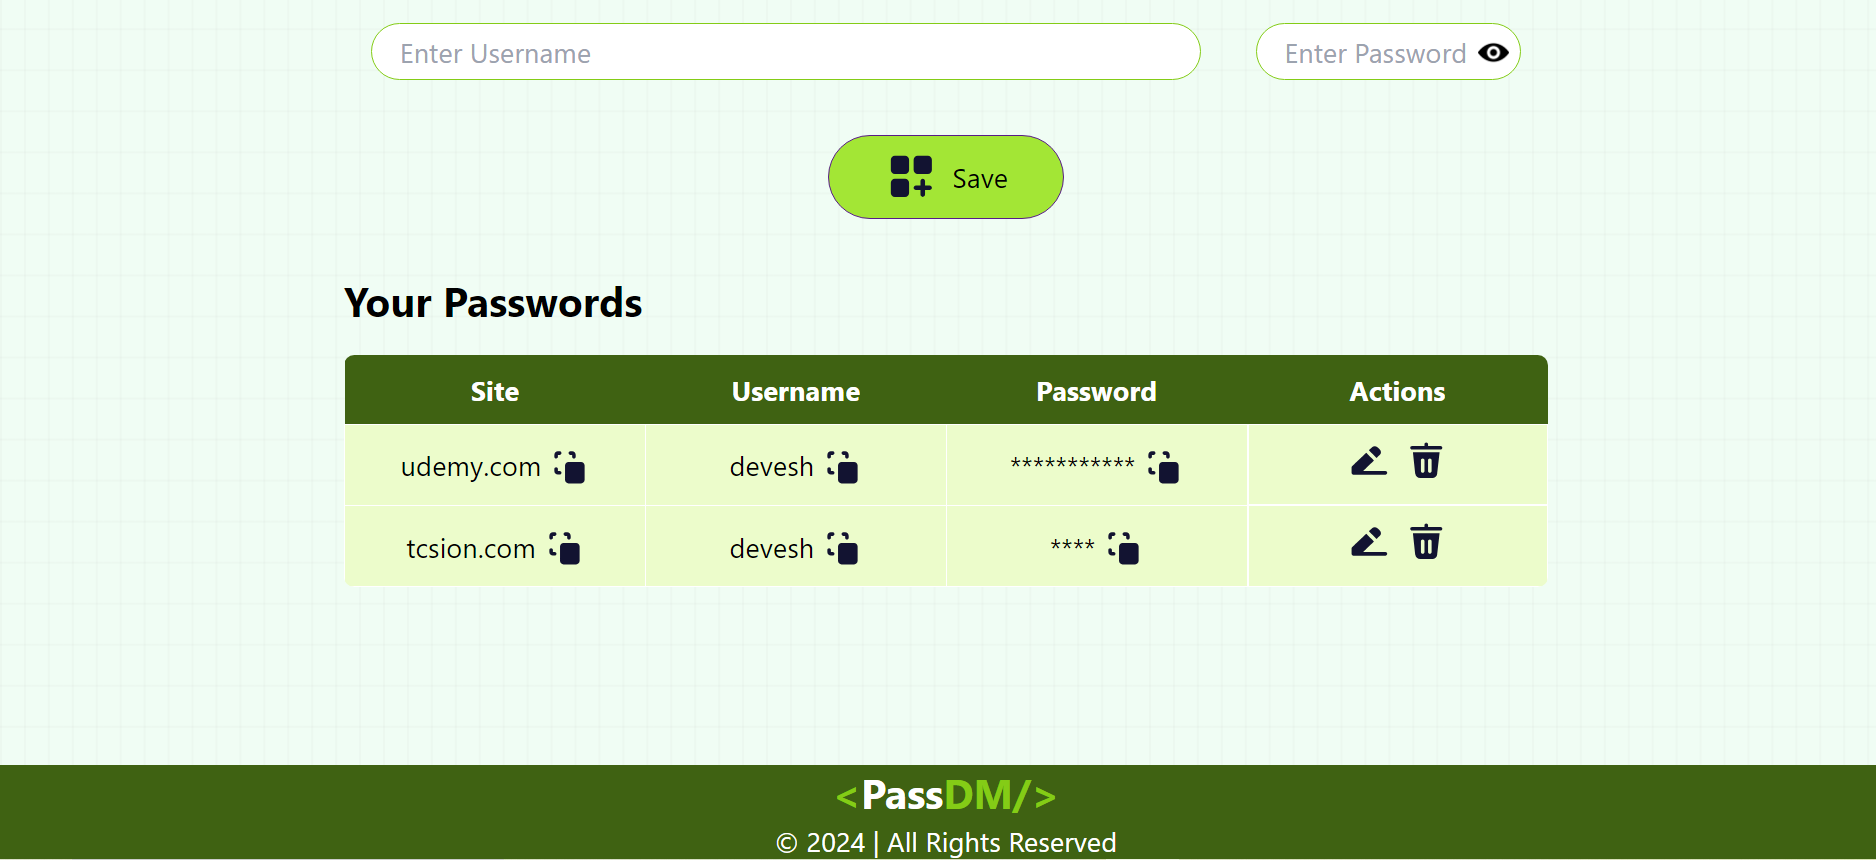 Enter Username Enter Password
Save
Your Passwords
Site Username Password Actions
udemy.com devesh ***********
tcsion.com devesh ****
<PassDM/>
© 2024 | All Rights Reserved